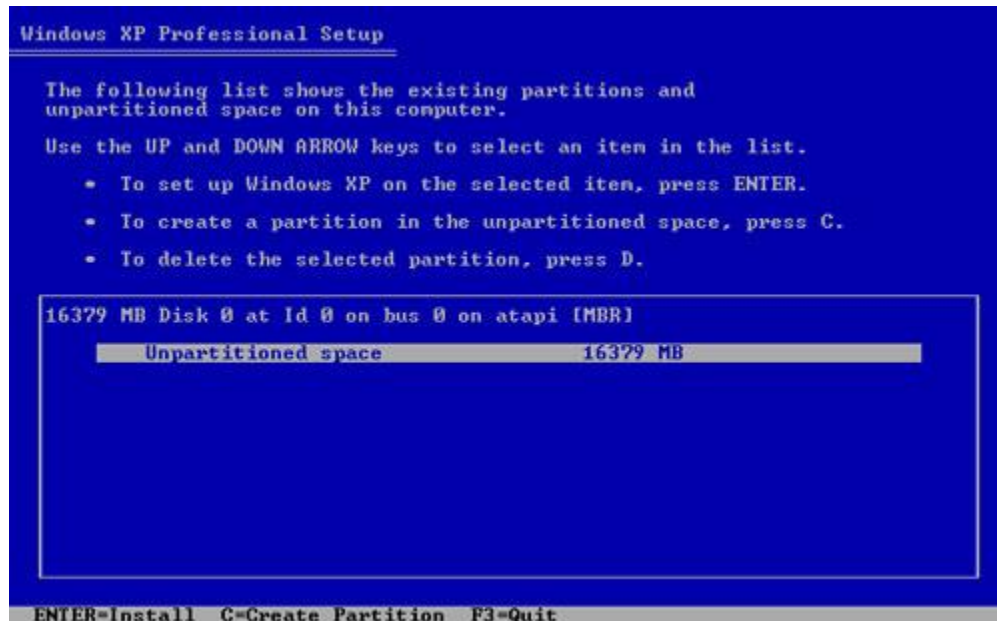 Windows XP Professional Setup
The following list shows the existing partitions and
unpartitioned space on this computer.
Use the UP and DOWN ARROW keys to select an item in the list.
• To set up Windows XP on the selected item, press ENTER.
• To create a partition in the unpartitioned space, press C.
• To delete the selected partition, press D.
16379 MB Disk 0 at Id 0 on bus 0 on atapi [MBR]
Unpartitioned space 16379 MB
ENTER=Install C=Create Partition F3=Quit